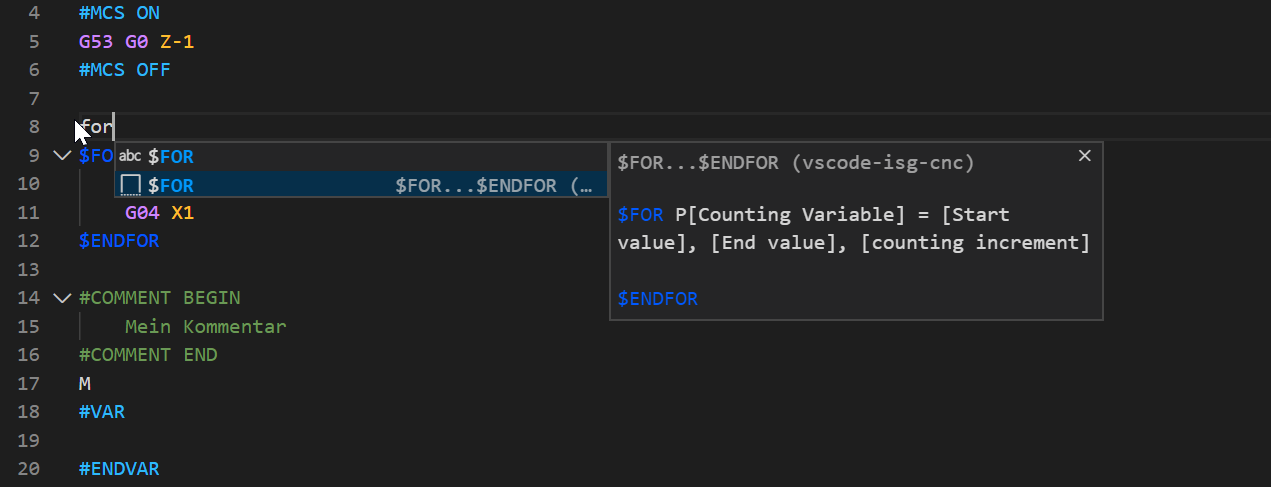 4 #MCS ON
5 G53 G0 Z-1
6 #MCS OFF
7
8 for
9 $FO
abc $FOR
10
$FOR $FOR...$ENDFOR (…
11 G04 X1
12 $ENDFOR
13
14 #COMMENT BEGIN
15 Mein Kommentar
16 #COMMENT END
17 M
18 #VAR
19
20 #ENDVAR
$FOR...$ENDFOR (vscode-isg-cnc)
$FOR P[Counting Variable] = [Start
value], [End value], [counting increment]
$ENDFOR